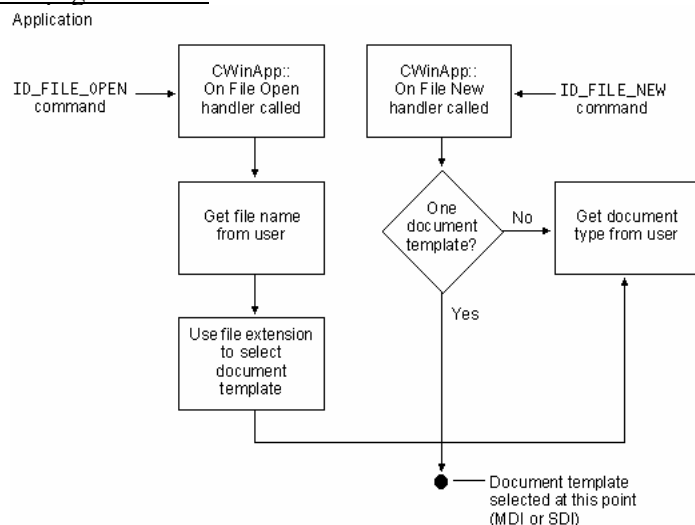 Application
CWinApp::
On File Open
handler called
CWinApp::
On File New
handler called
ID_FILE_OPEN
command
ID_FILE_NEW
command
Get file name
from user
One
document
template?
No
Get document
type from user
Yes
Use file extension
to select
document
template
Document template
selected at this point
(MDI or SDI)